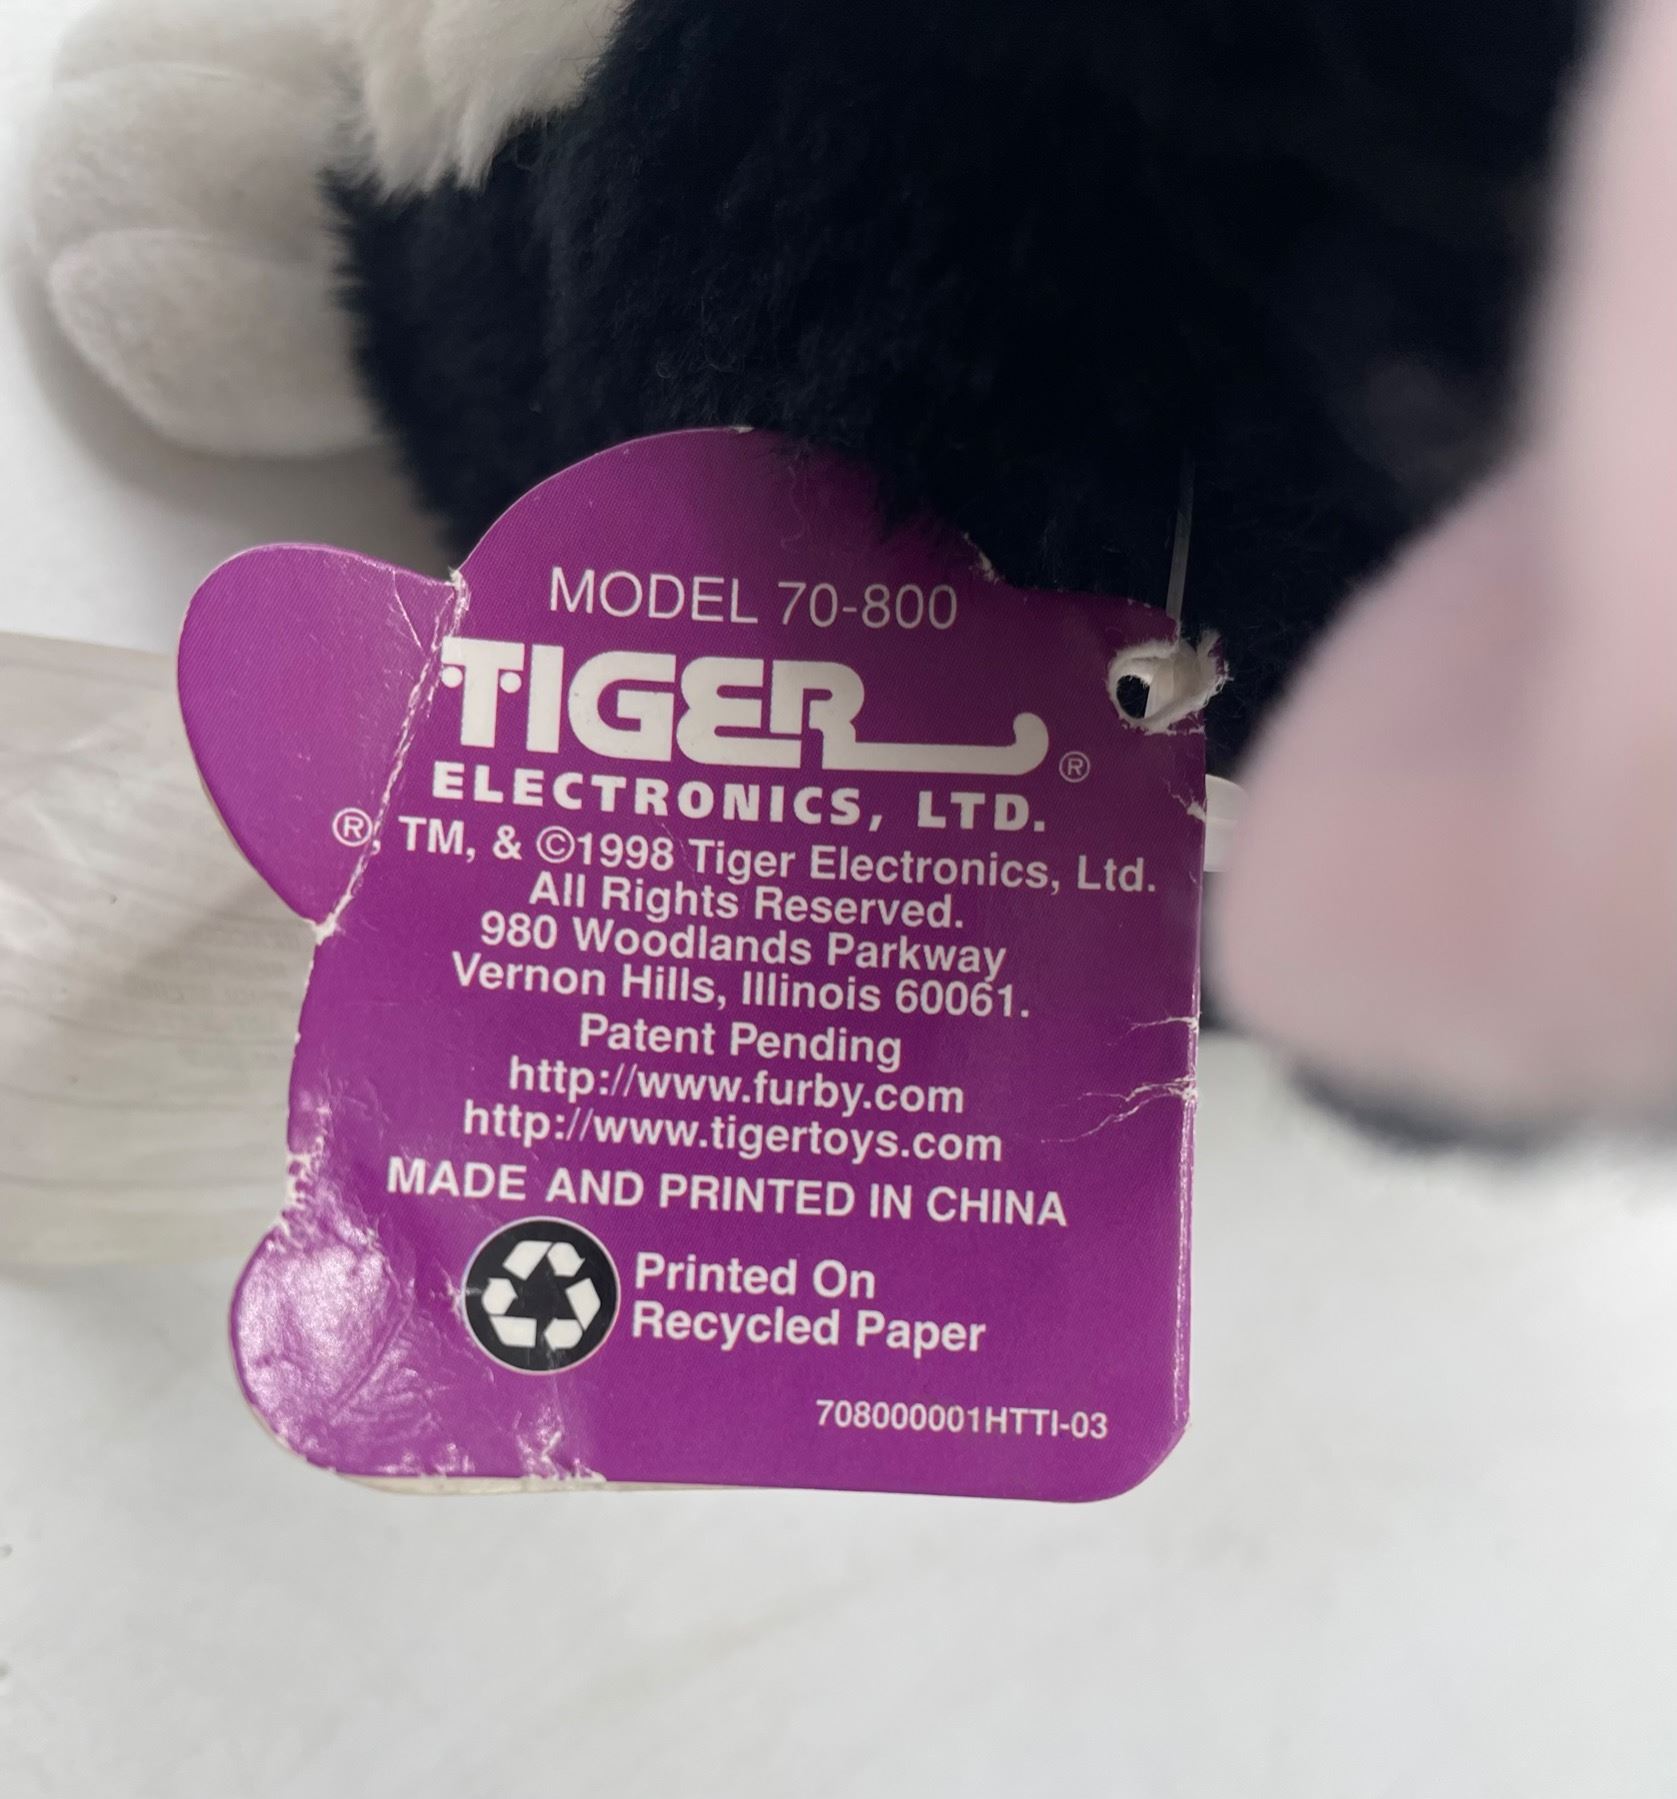 MODEL 70-800
TIGER ®
ELECTRONICS, LTD.
®, TM, & ©1998 Tiger Electronics, Ltd.
All Rights Reserved.
980 Woodlands Parkway
Vernon Hills, Illinois 60061.
Patent Pending
http://www.furby.com
http://www.tigertoys.com
MADE AND PRINTED IN CHINA
Printed On
Recycled Paper
708000001HTTI-03